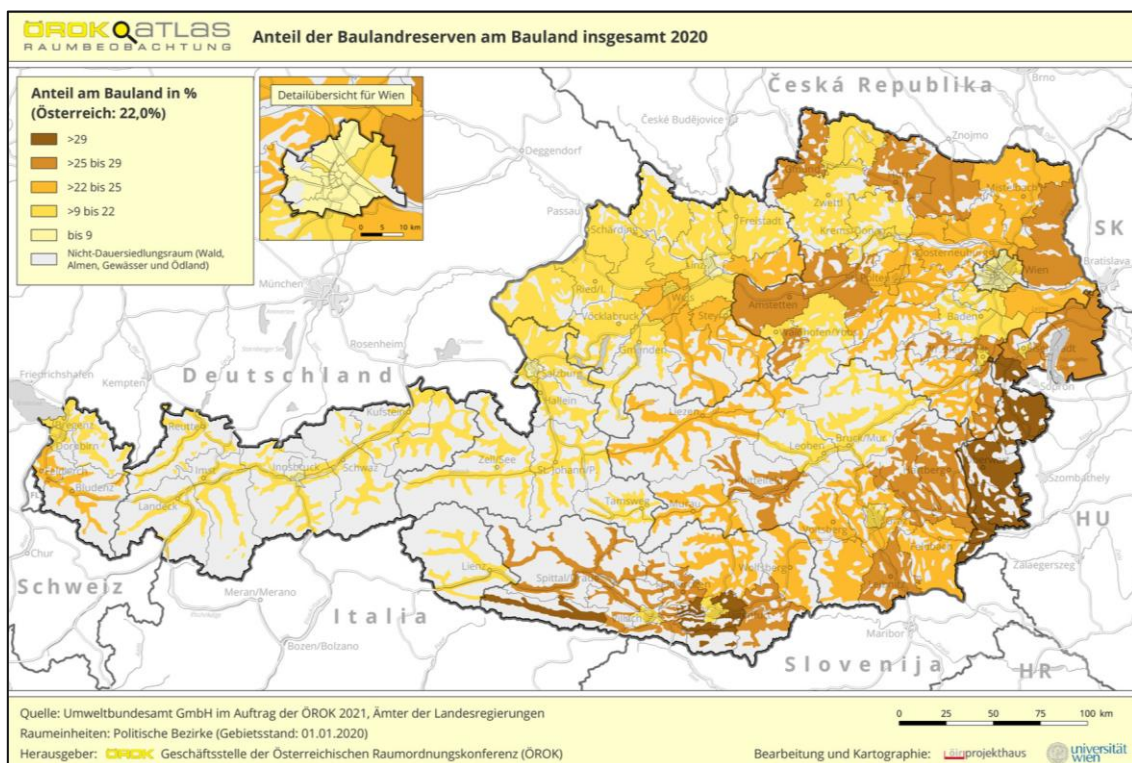 ÖROK ATLAS
RAUMBEOBACHTUNG
Anteil der Baulandreserven am Bauland insgesamt 2020
Anteil am Bauland in %
(Österreich: 22,0%)
>29
>25 bis 29
>22 bis 25
>9 bis 22
bis 9
Nicht-Dauersiedlungsraum (Wald,
Almen, Gewässer und Ödland)
Detailübersicht für Wien
0 5 10 km
Česká Republika
Brno
České Budějovice
Znojmo
Deggendorf
Passau
Schärding
Freistadt
Zwettl
Mistelbach
Krems/Donau
SK
Bratislava
Wien
München
Ried/I.
Wels
Steyr
Amstetten
Baden
Vöcklabruck
Waidhofen/Ybbs
Gmunden
Rosenheim
Salzburg
Sopron
Friedrichshafen
Kempten
Deutschland
Hallein
Kufstein
Bregenz
Dornbirn
Reutte
Liezen
Leoben
Bruck/Mur
Bludenz
Imst
Innsbruck
Schwaz
Zell/See
St.Johann/P.
Szombathely
Landeck
Tamsweg
Murau
HU
Chur
Lienz
Wolfsberg
Zalaegerszeg
Schweiz
Meran/Merano
Italia
Bozen/Bolzano
Maribor
Slovenija
HR
Quelle: Umweltbundesamt GmbH im Auftrag der ÖROK 2021, Ämter der Landesregierungen
0 25 50 75 100 km
Raumeinheiten: Politische Bezirke (Gebietsstand: 01.01.2020)
Herausgeber: ÖROK Geschäftsstelle der Österreichischen Raumordnungskonferenz (ÖROK)
Bearbeitung und Kartographie:
projekthaus
universität
wien